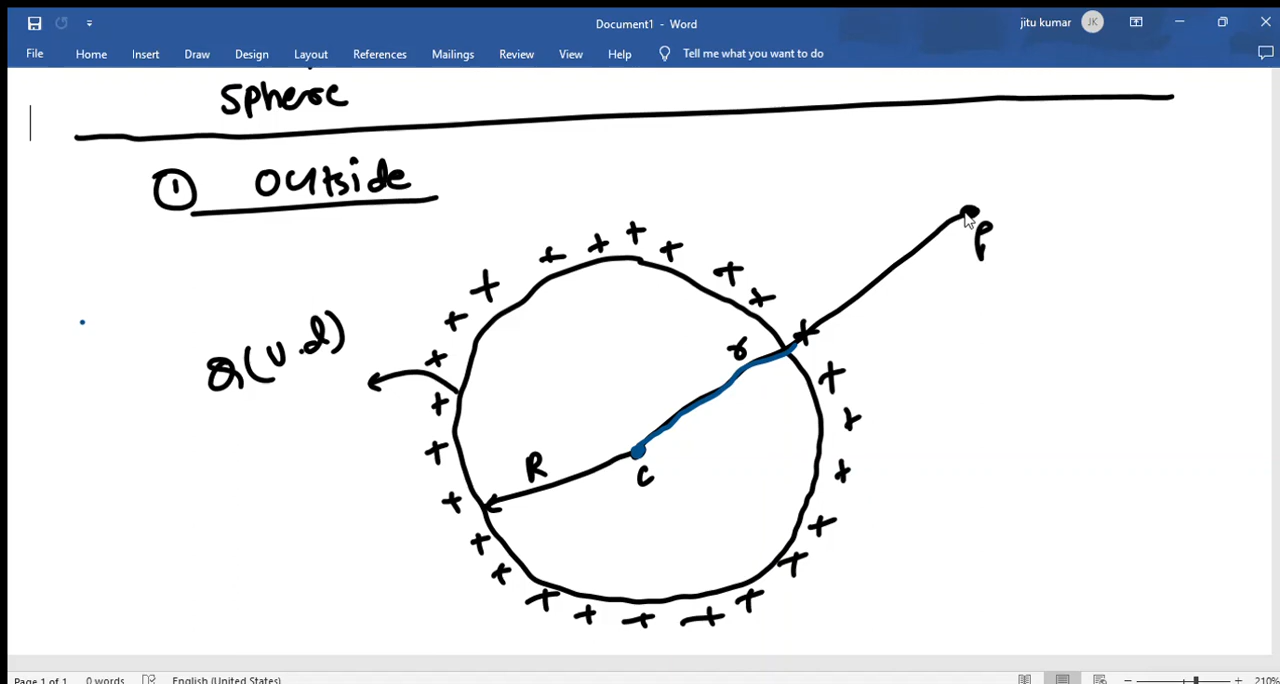 Document1 - Word
jitu kumar
JK
File Home Insert Draw Design Layout References Mailings Review View Help Tell me what you want to do
sphere
① outside
+ + + + + + + + + + + + + + + + + + + + + + + + + + + + +
P
Q(U.d)
r
R
C
Page 1 of 1 0 words English (United States) 210%